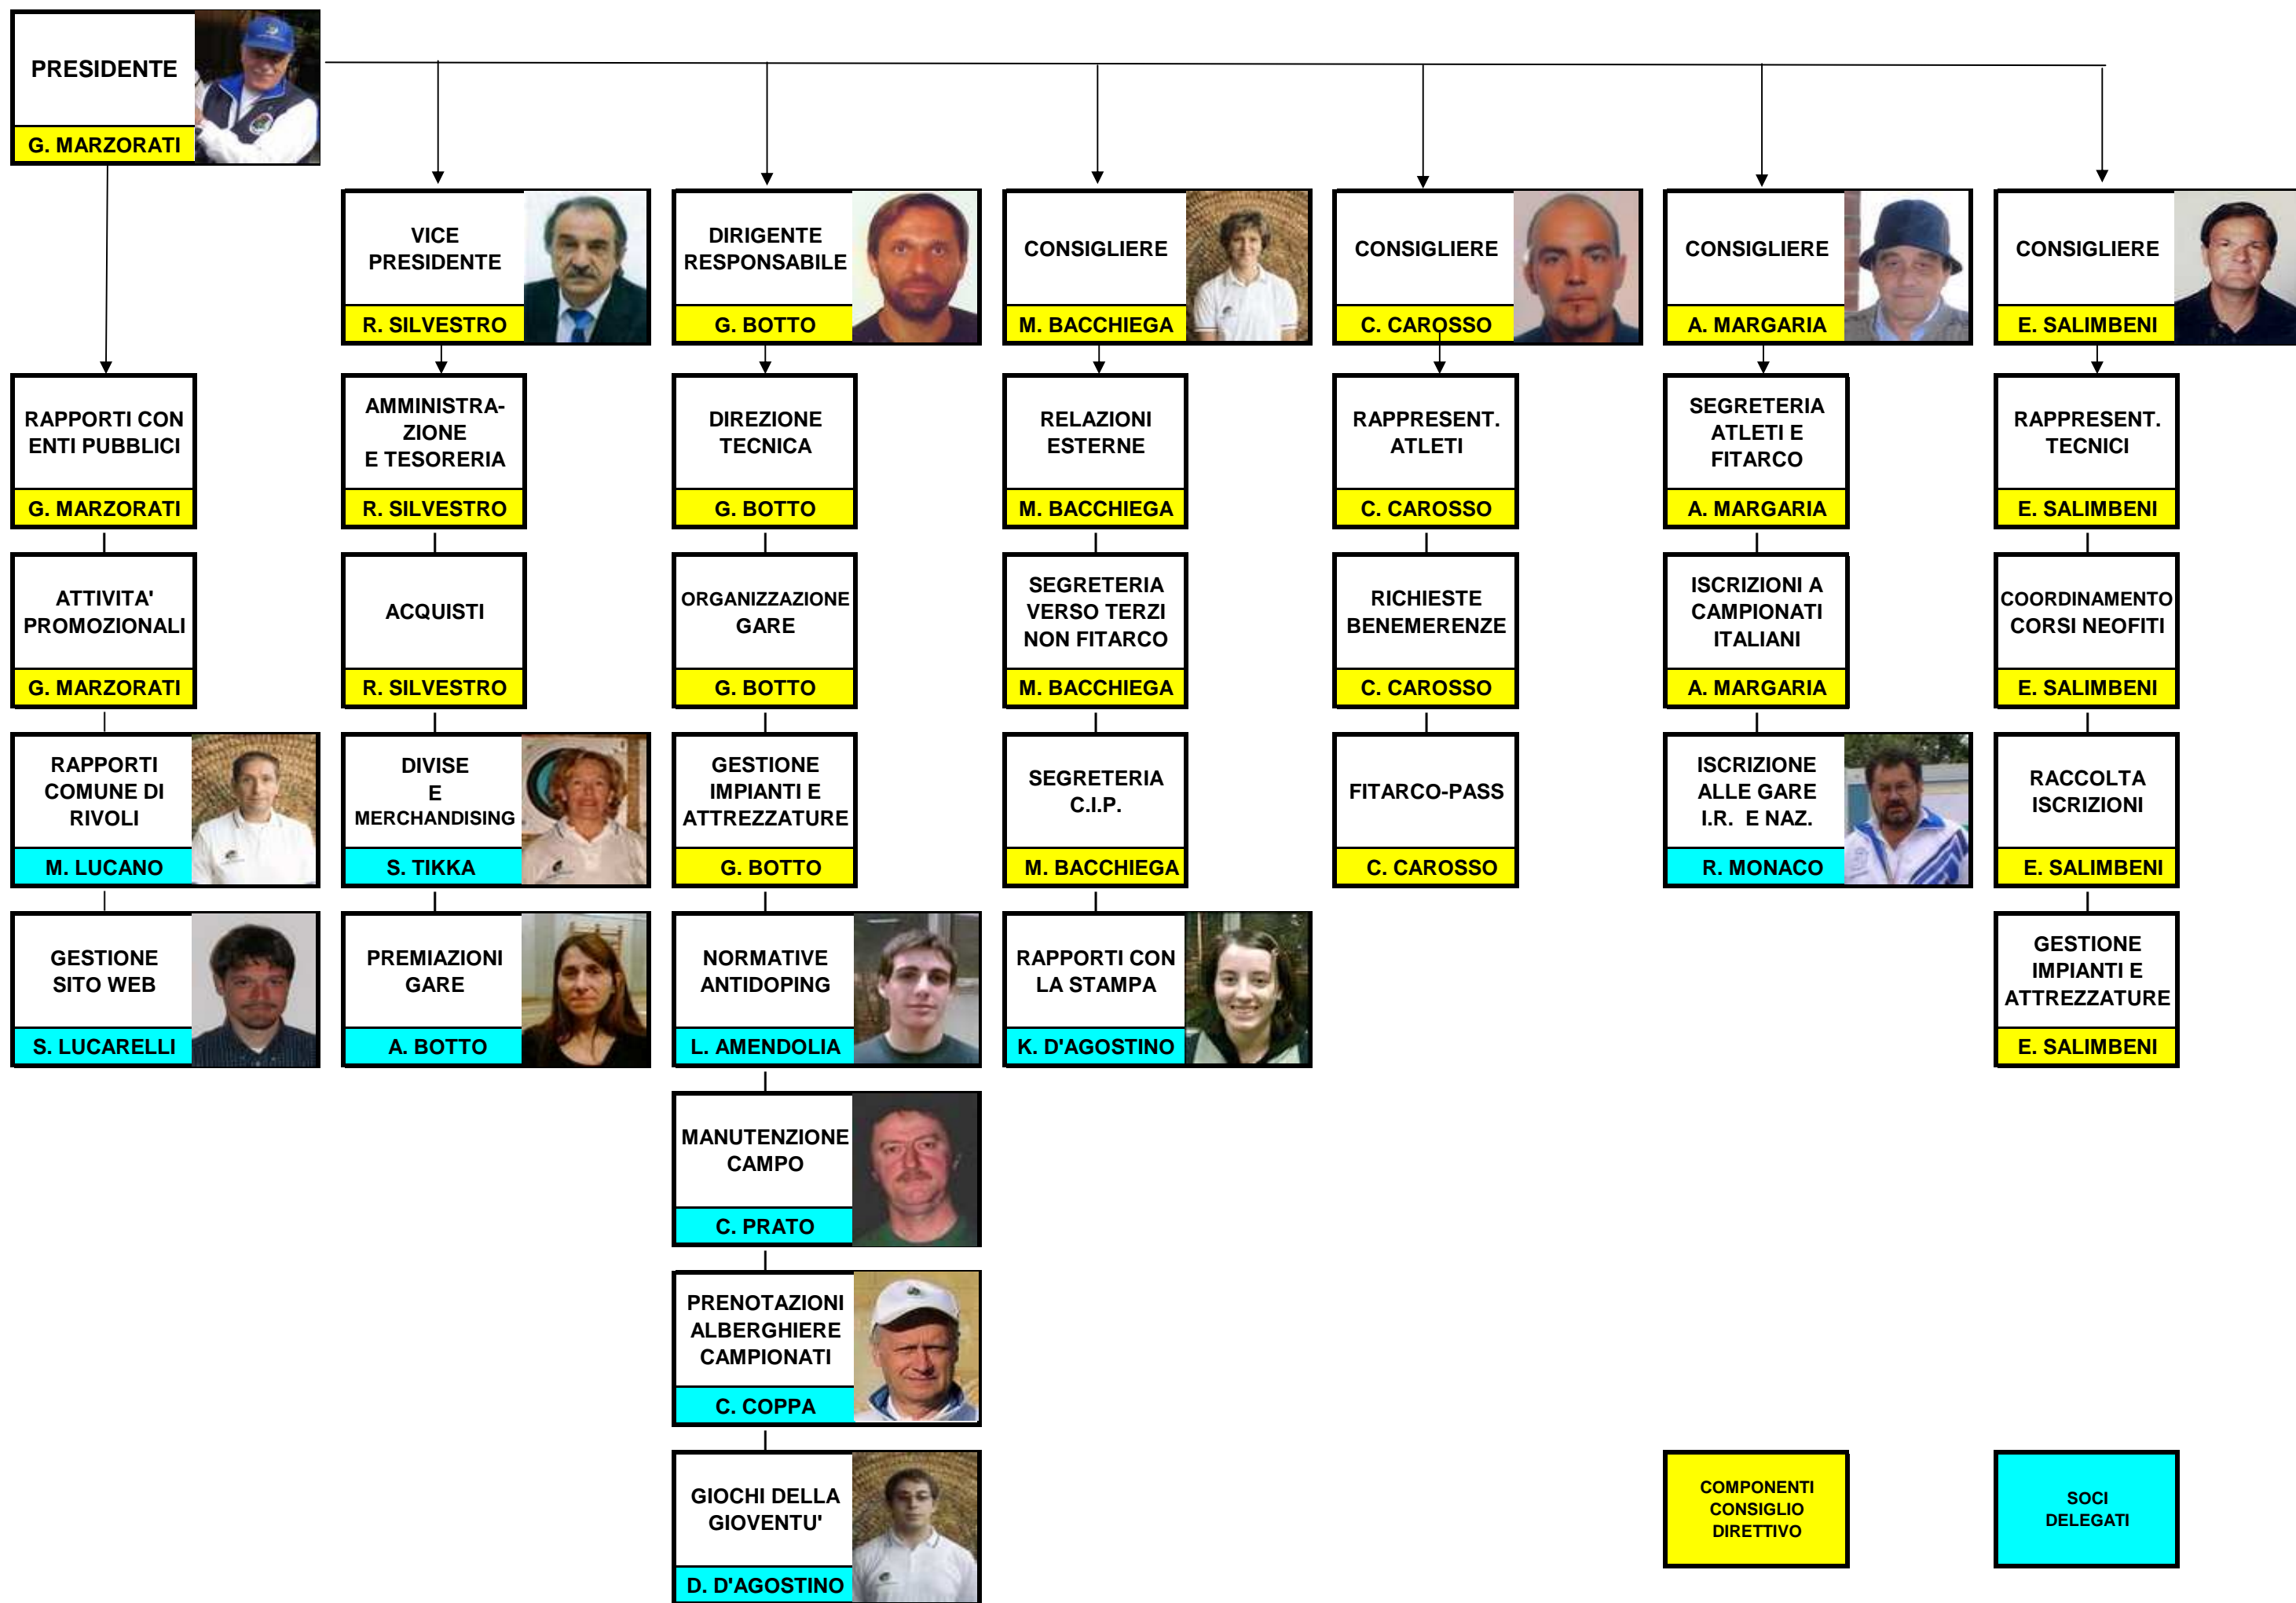 PRESIDENTE
G. MARZORATI
VICE
PRESIDENTE
R. SILVESTRO
DIRIGENTE
RESPONSABILE
G. BOTTO
CONSIGLIERE
M. BACCHIEGA
CONSIGLIERE
C. CAROSSO
CONSIGLIERE
A. MARGARIA
CONSIGLIERE
E. SALIMBENI
RAPPORTI CON
ENTI PUBBLICI
G. MARZORATI
AMMINISTRA-
ZIONE
E TESORERIA
R. SILVESTRO
DIREZIONE
TECNICA
G. BOTTO
RELAZIONI
ESTERNE
M. BACCHIEGA
RAPPRESENT.
ATLETI
C. CAROSSO
SEGRETERIA
ATLETI E
FITARCO
A. MARGARIA
RAPPRESENT.
TECNICI
E. SALIMBENI
ATTIVITA'
PROMOZIONALI
G. MARZORATI
ACQUISTI
R. SILVESTRO
ORGANIZZAZIONE
GARE
G. BOTTO
SEGRETERIA
VERSO TERZI
NON FITARCO
M. BACCHIEGA
RICHIESTE
BENEMERENZE
C. CAROSSO
ISCRIZIONI A
CAMPIONATI
ITALIANI
A. MARGARIA
COORDINAMENTO
CORSI NEOFITI
E. SALIMBENI
RAPPORTI
COMUNE DI
RIVOLI
M. LUCANO
DIVISE
E
MERCHANDISING
S. TIKKA
GESTIONE
IMPIANTI E
ATTREZZATURE
G. BOTTO
SEGRETERIA
C.I.P.
M. BACCHIEGA
FITARCO-PASS
C. CAROSSO
ISCRIZIONE
ALLE GARE
I.R. E NAZ.
R. MONACO
RACCOLTA
ISCRIZIONI
E. SALIMBENI
GESTIONE
SITO WEB
S. LUCARELLI
PREMIAZIONI
GARE
A. BOTTO
NORMATIVE
ANTIDOPING
L. AMENDOLIA
RAPPORTI CON
LA STAMPA
K. D'AGOSTINO
GESTIONE
IMPIANTI E
ATTREZZATURE
E. SALIMBENI
MANUTENZIONE
CAMPO
C. PRATO
PRENOTAZIONI
ALBERGHIERE
CAMPIONATI
C. COPPA
GIOCHI DELLA
GIOVENTU'
D. D'AGOSTINO
COMPONENTI
CONSIGLIO
DIRETTIVO
SOCI
DELEGATI